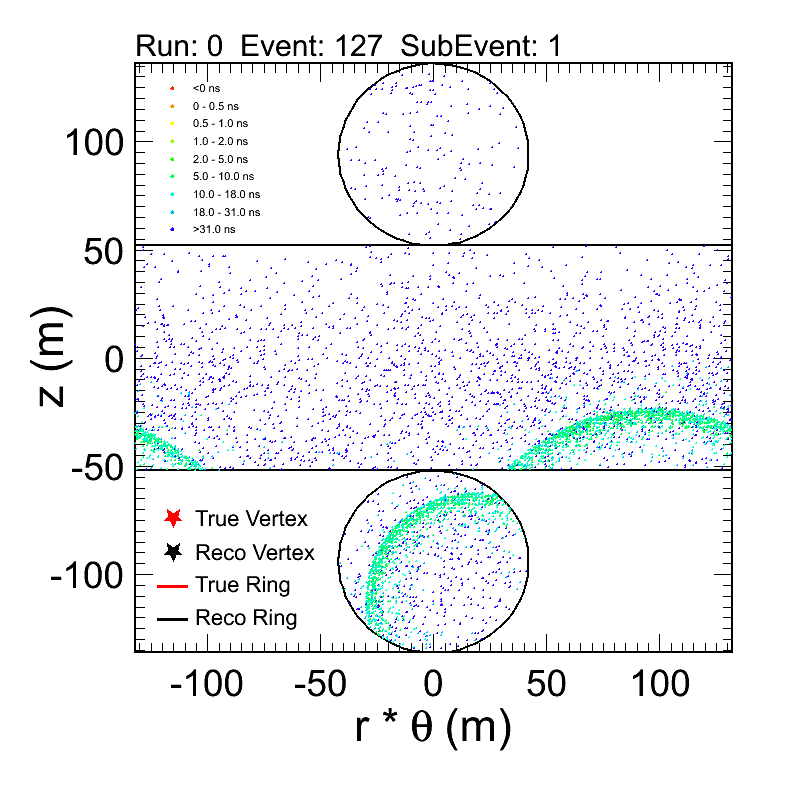 Run: 0 Event: 127 SubEvent: 1
<0 ns
0 - 0.5 ns
0.5 - 1.0 ns
1.0 - 2.0 ns
2.0 - 5.0 ns
5.0 - 10.0 ns
10.0 - 18.0 ns
18.0 - 31.0 ns
>31.0 ns
100
50
0
-50
-100
z (m)
True Vertex
Reco Vertex
True Ring
Reco Ring
-100 -50 0 50 100
r * θ (m)